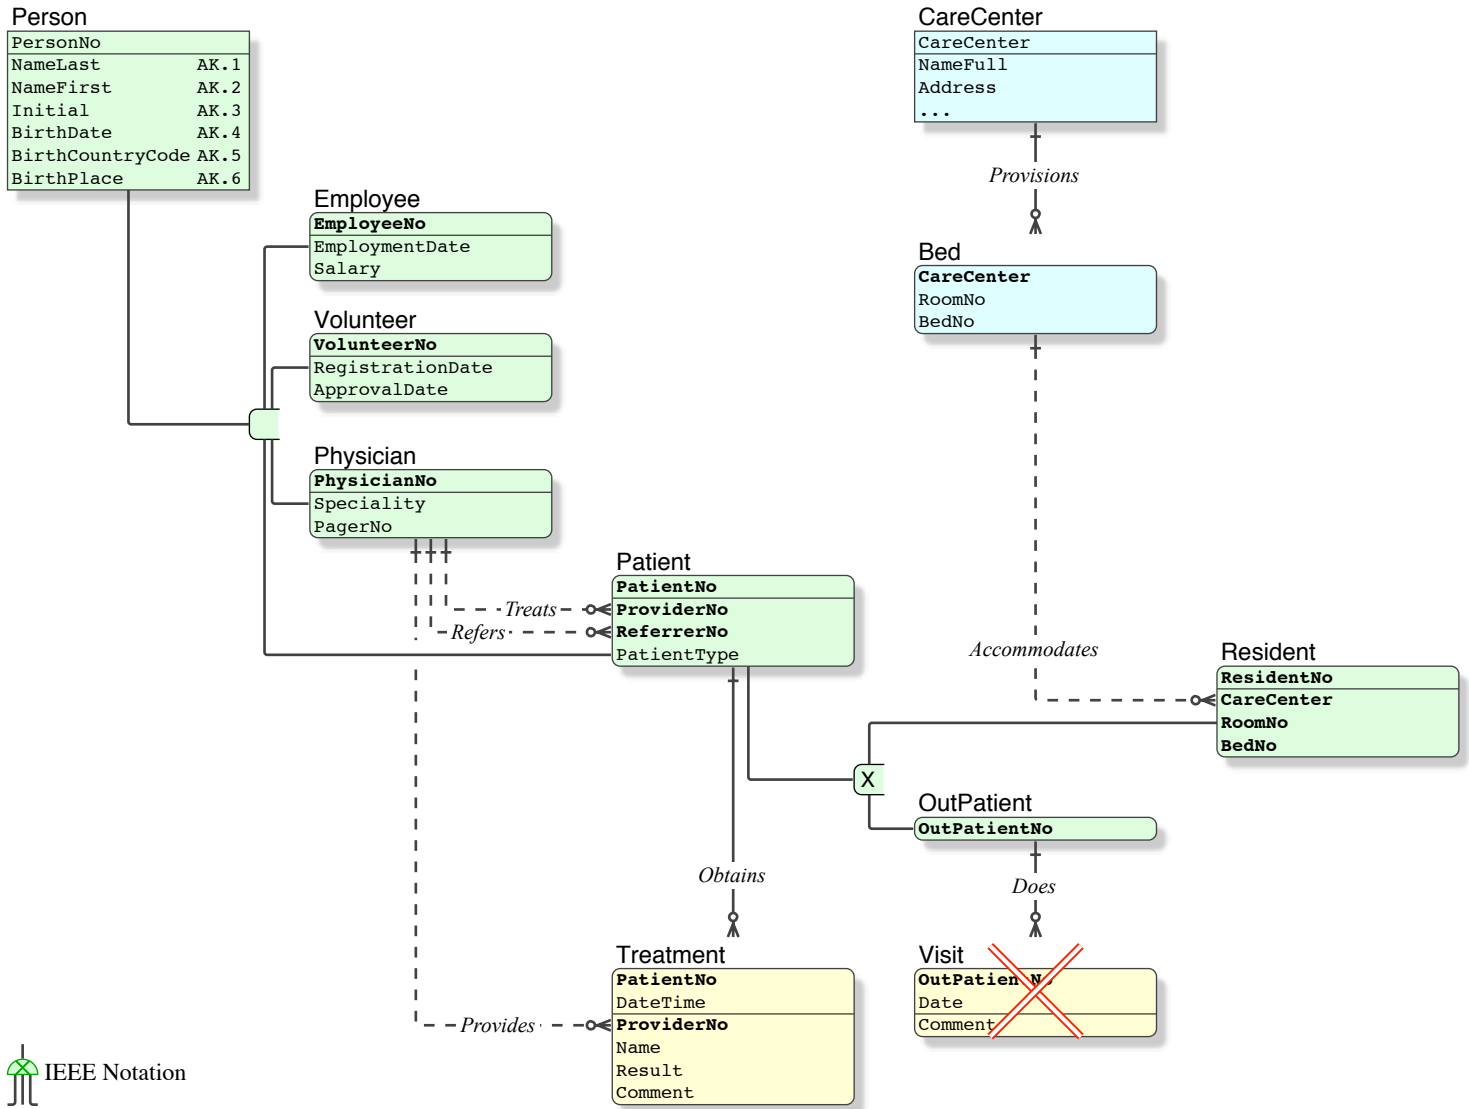 Person
PersonNo
NameLast AK.1
NameFirst AK.2
Initial AK.3
BirthDate AK.4
BirthCountryCode AK.5
BirthPlace AK.6
CareCenter
CareCenter
NameFull
Address
...
Provisions
Employee
EmployeeNo
EmploymentDate
Salary
Bed
CareCenter
RoomNo
BedNo
Volunteer
VolunteerNo
RegistrationDate
ApprovalDate
Physician
PhysicianNo
Speciality
PagerNo
Patient
PatientNo
ProviderNo
ReferrerNo
PatientType
Treats
Refers
Accommodates
Resident
ResidentNo
CareCenter
RoomNo
BedNo
X
OutPatient
OutPatientNo
Obtains
Does
Treatment
PatientNo
DateTime
ProviderNo
Name
Result
Comment
Provides
Visit
OutPatientNo
Date
Comment
IEEE Notation